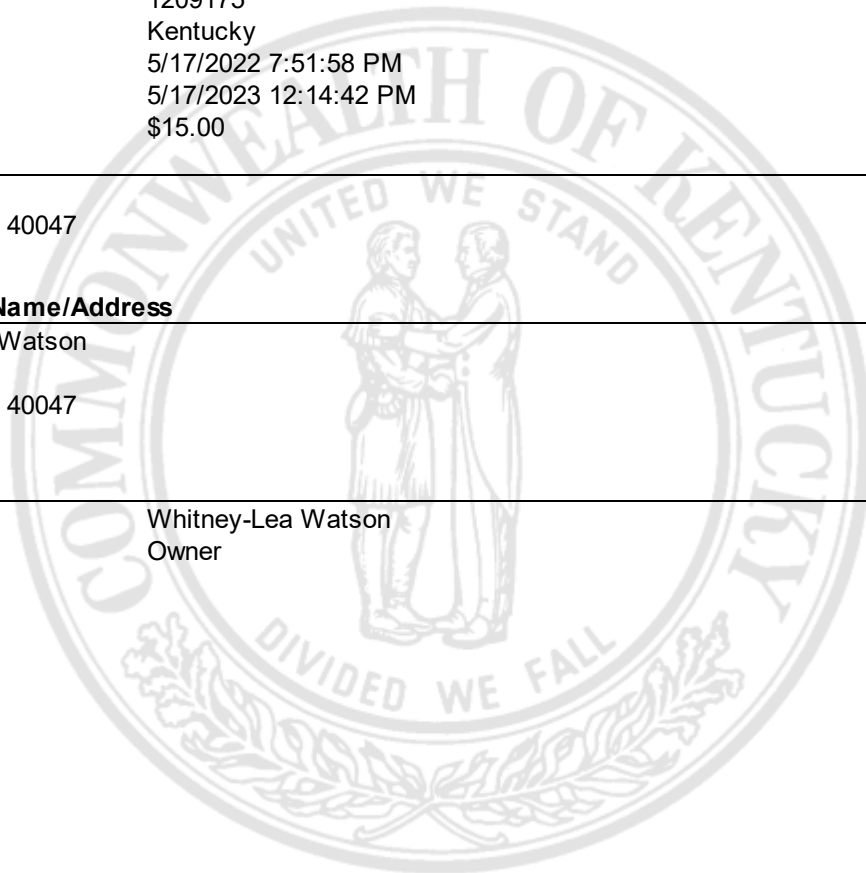 1209175
Kentucky
5/17/2022 7:51:58 PM
5/17/2023 12:14:42 PM
$15.00
COMMONWEALTH OF KENTUCKY
UNITED WE STAND
40047
Name/Address
Watson
40047
Whitney-Lea Watson
Owner
DIVIDED WE FALL